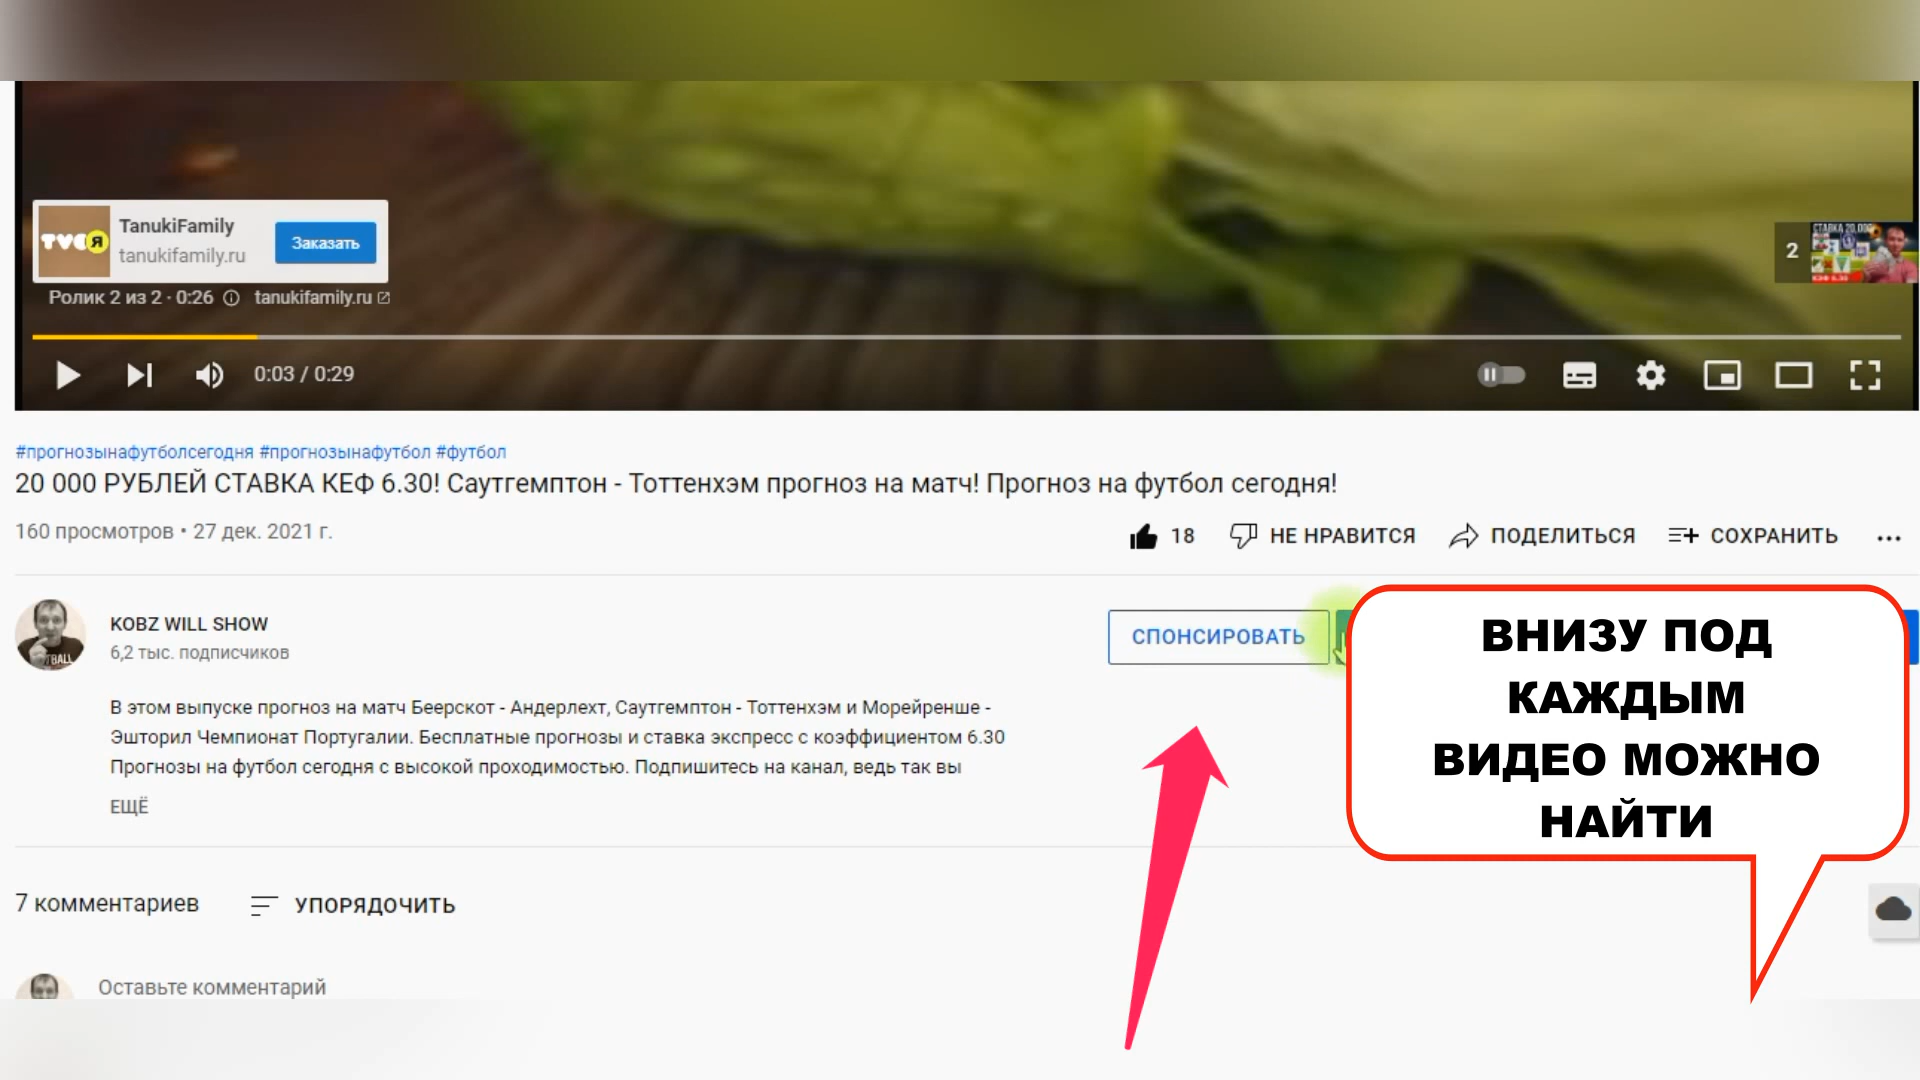 TanukiFamily
tanukifamily.ru
Заказать
Ролик 2 из 2 · 0:26
tanukifamily.ru
2
СТАВКА 20.000
0:03 / 0:29
#прогнозынафутболсегодня #прогнозынафутбол #футбол
20 000 РУБЛЕЙ СТАВКА КЕФ 6.30! Саутгемптон - Тоттенхэм прогноз на матч! Прогноз на футбол сегодня!
160 просмотров • 27 дек. 2021 г.
18
НЕ НРАВИТСЯ
ПОДЕЛИТЬСЯ
СОХРАНИТЬ
KOBZ WILL SHOW
6,2 тыс. подписчиков
СПОНСИРОВАТЬ
ВНИЗУ ПОД
КАЖДЫМ
ВИДЕО МОЖНО
НАЙТИ
В этом выпуске прогноз на матч Беерскот - Андерлехт, Саутгемптон - Тоттенхэм и Морейренше -
Эшторил Чемпионат Португалии. Бесплатные прогнозы и ставка экспресс с коэффициентом 6.30
Прогнозы на футбол сегодня с высокой проходимостью. Подпишитесь на канал, ведь так вы
ЕЩЁ
7 комментариев
УПОРЯДОЧИТЬ
Оставьте комментарий